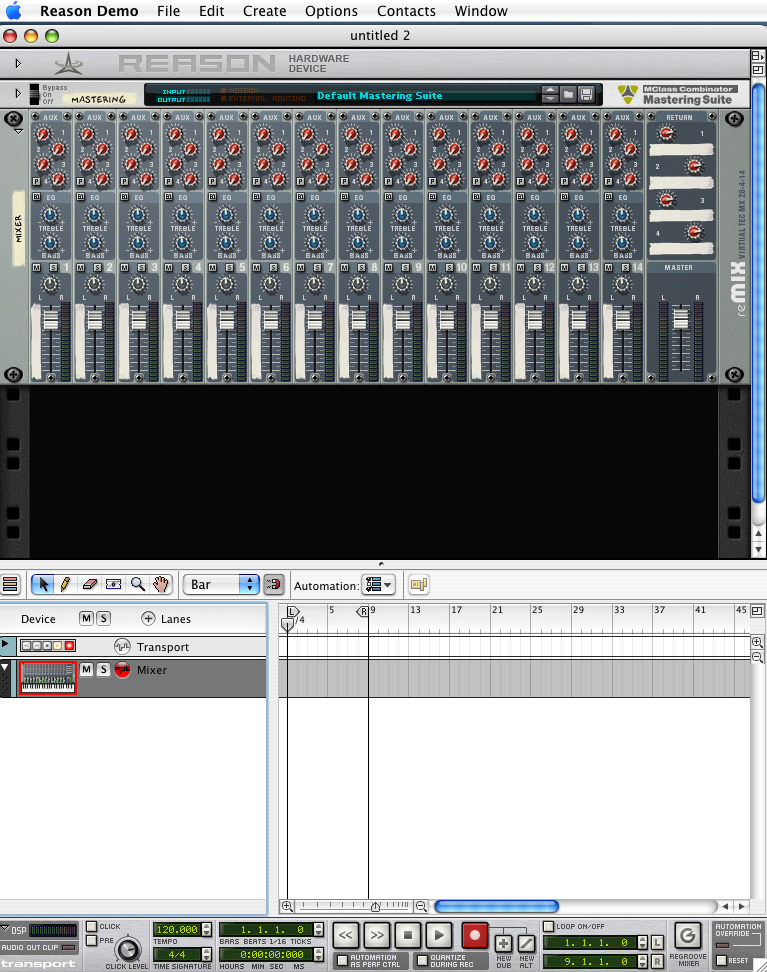 Reason Demo File Edit Create Options Contacts Window
untitled 2
REASON HARDWARE DEVICE
Bypass
On
Off
MASTERING
INPUT
OUTPUT
MOTION
EXTERNAL ROUTING
Default Mastering Suite
MClass Combinator
Mastering Suite
AUX AUX AUX AUX AUX AUX AUX AUX AUX AUX AUX AUX AUX AUX RETURN
1 1 1 1 1 1 1 1 1 1 1 1 1 1 1
2 2 2 2 2 2 2 2 2 2 2 2 2 2 2
3 3 3 3 3 3 3 3 3 3 3 3 3 3 3
P 4 P 4 P 4 P 4 P 4 P 4 P 4 P 4 P 4 P 4 P 4 P 4 P 4 P 4 4
EQ EQ EQ EQ EQ EQ EQ EQ EQ EQ EQ EQ EQ EQ
TREBLE TREBLE TREBLE TREBLE TREBLE TREBLE TREBLE TREBLE TREBLE TREBLE TREBLE TREBLE TREBLE TREBLE
BASS BASS BASS BASS BASS BASS BASS BASS BASS BASS BASS BASS BASS BASS
M S 1 M S 2 M S 3 M S 4 M S 5 M S 6 M S 7 M S 8 M S 9 M S 10 M S 11 M S 12 M S 13 M S 14 MASTER
L R L R L R L R L R L R L R L R L R L R L R L R L R L R L R
MIXER
reMIX VIRTUAL TEC MX 28-4-14
Bar
Automation:
Device M S Lanes
L /4 5 R 9 13 17 21 25 29 33 37 41 45
Transport
M S Mixer
DSP
AUDIO OUT CLIP
transport
CLICK
PRE
CLICK LEVEL
120.000
TEMPO
4/4
TIME SIGNATURE
1. 1. 1. 0
BARS BEATS 1/16 TICKS
0:00:00:000
HOURS MIN SEC MS
AUTOMATION AS PERF CTRL
QUANTIZE DURING REC
NEW DUB
NEW ALT
LOOP ON/OFF
1. 1. 1. 0 L
9. 1. 1. 0 R
REGROOVE MIXER
AUTOMATION OVERRIDE
RESET